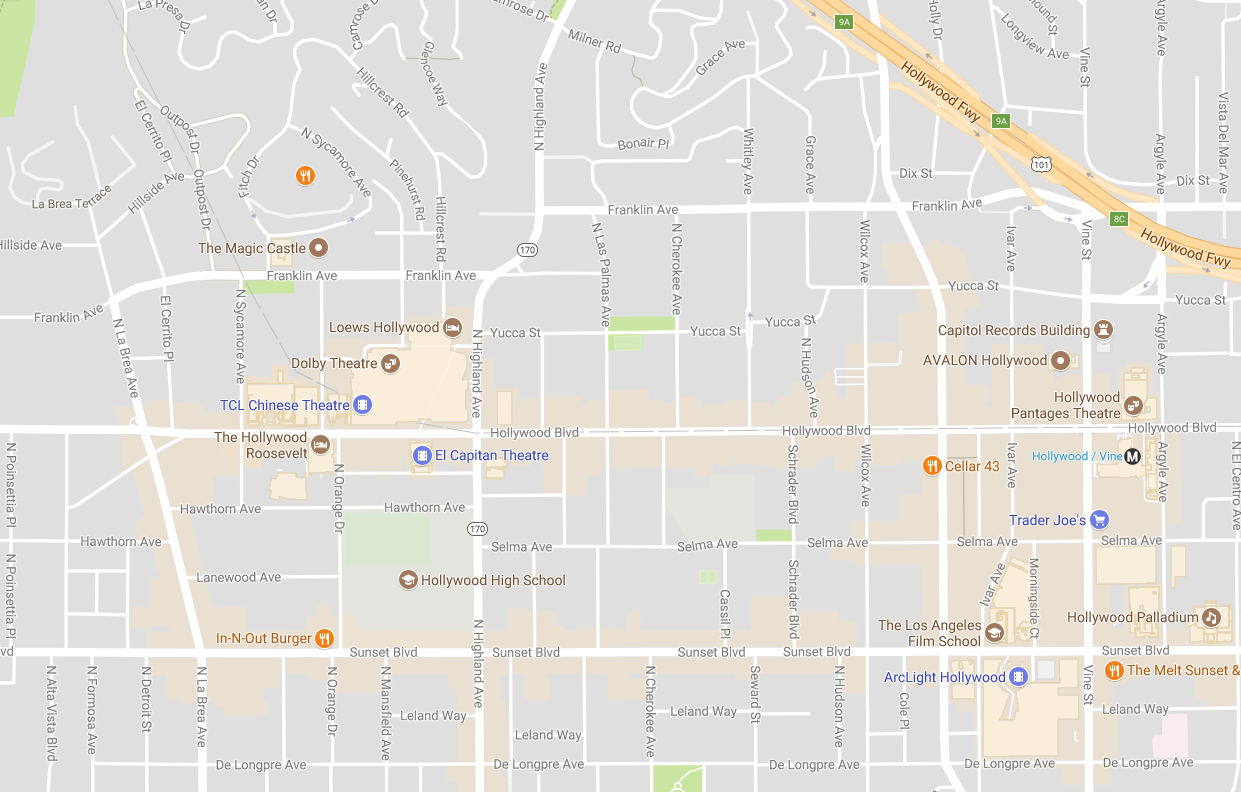 La Presa Dr
Camrose Dr
Milner Rd
Grace Ave
Glencoe Way
Hillcrest Rd
N Highland Ave
9A
Holly Dr
Longview Ave
Vine St
Argyle Ave
Hollywood Fwy
Vista Del Mar Ave
El Cerrito Pl
Outpost Dr
N Sycamore Ave
Bonair Pl
Whitley Ave
Grace Ave
9A
101
Argyle Ave
Fitch Dr
Pinehurst Rd
Hillside Ave
La Brea Terrace
Outpost Dr
Hillcrest Rd
Dix St
Dix St
Franklin Ave
Franklin Ave
8C
Hollywood Fwy
Hillside Ave
The Magic Castle
170
N Las Palmas Ave
N Cherokee Ave
Wilcox Ave
Ivar Ave
Vine St
Franklin Ave
Franklin Ave
Franklin Ave
El Cerrito Pl
N Sycamore Ave
Yucca St
Yucca St
N La Brea Ave
Loews Hollywood
Yucca St
Yucca St
Yucca St
Capitol Records Building
Argyle Ave
Dolby Theatre
N Highland Ave
N Hudson Ave
AVALON Hollywood
TCL Chinese Theatre
Hollywood
Pantages Theatre
The Hollywood
Roosevelt
Hollywood Blvd
Hollywood Blvd
Hollywood Blvd
El Capitan Theatre
Hollywood / Vine
M
Cellar 43
N Poinsettia Pl
N Orange Dr
Schrader Blvd
Wilcox Ave
Ivar Ave
Argyle Ave
N El Centro Ave
Hawthorn Ave
Hawthorn Ave
170
Trader Joe's
Hawthorn Ave
Selma Ave
Selma Ave
Selma Ave
Selma Ave
Selma Ave
N Poinsettia Pl
Lanewood Ave
Hollywood High School
Cassil Pl
Schrader Blvd
Ivar Ave
Morningside Ct
In-N-Out Burger
N Highland Ave
The Los Angeles
Film School
Hollywood Palladium
vd
Sunset Blvd
Sunset Blvd
Sunset Blvd
Sunset Blvd
Sunset Blvd
ArcLight Hollywood
The Melt Sunset &
N Alta Vista Blvd
N Formosa Ave
N Detroit St
N La Brea Ave
N Orange Dr
N Mansfield Ave
N Cherokee Ave
Seward St
N Hudson Ave
Cole Pl
Vine St
Leland Way
Leland Way
Leland Way
Leland Way
De Longpre Ave
De Longpre Ave
De Longpre Ave
De Longpre Ave
De Longpre Ave